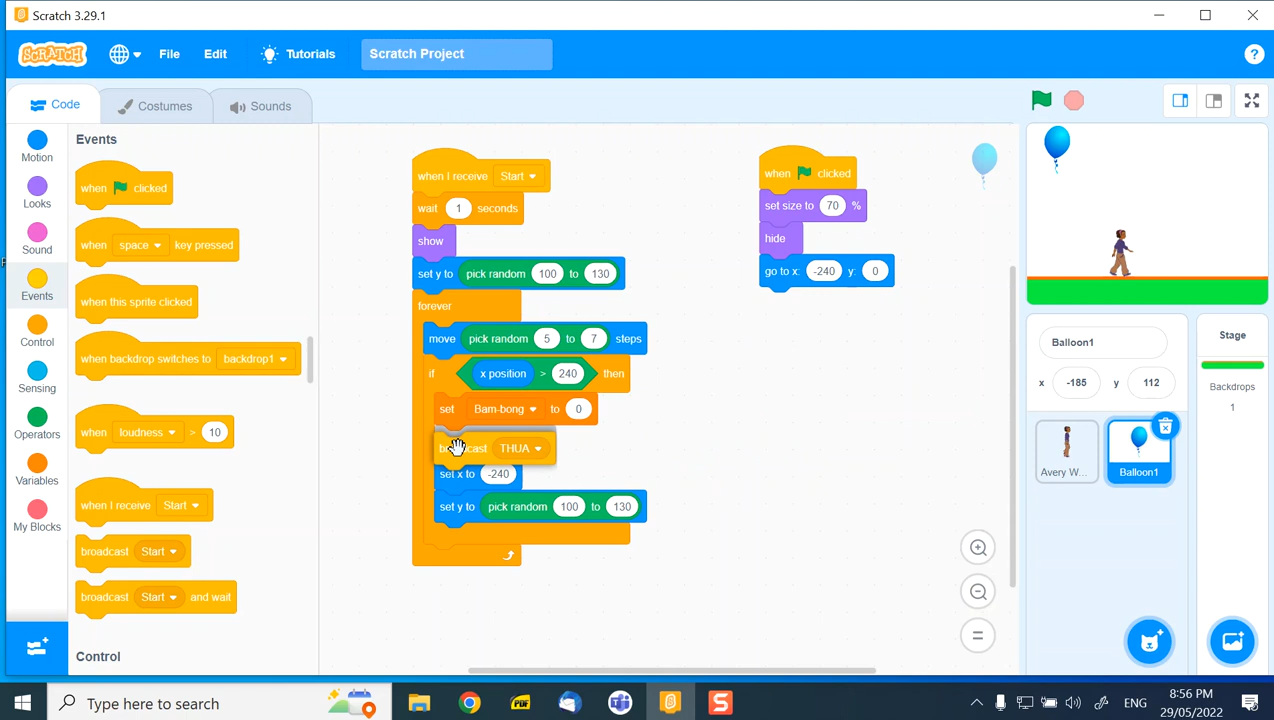 Scratch 3.29.1
SCRATCH File Edit Tutorials Scratch Project ?
Code Costumes Sounds
Motion
Looks
Sound
Events
Control
Sensing
Operators
Variables
My Blocks
Events
when clicked
when space key pressed
when this sprite clicked
when backdrop switches to backdrop1
when loudness > 10
when I receive Start
broadcast Start
broadcast Start and wait
Control
when I receive Start
wait 1 seconds
show
set y to pick random 100 to 130
forever
move pick random 5 to 7 steps
if x position > 240 then
set Bam-bong to 0
broadcast THUA
set x to -240
set y to pick random 100 to 130
when clicked
set size to 70 %
hide
go to x: -240 y: 0
Balloon1
x -185 y 112
Avery W...
Balloon1
Stage
Backdrops
1
Type here to search
PDF
S
ENG
8:56 PM
29/05/2022